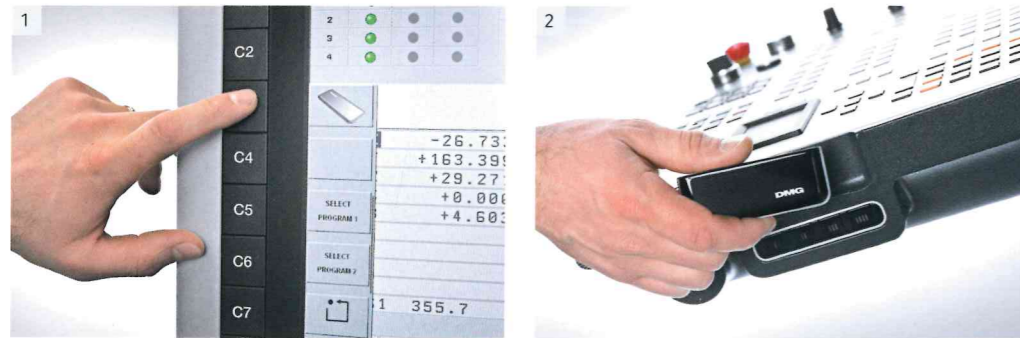 1
2
3
4
C2
C4
C5
C6
C7
SELECT
PROGRAM 1
SELECT
PROGRAM 2
-26.73
+163.399
+29.27
+0.000
+4.603
355.7
2
DMG